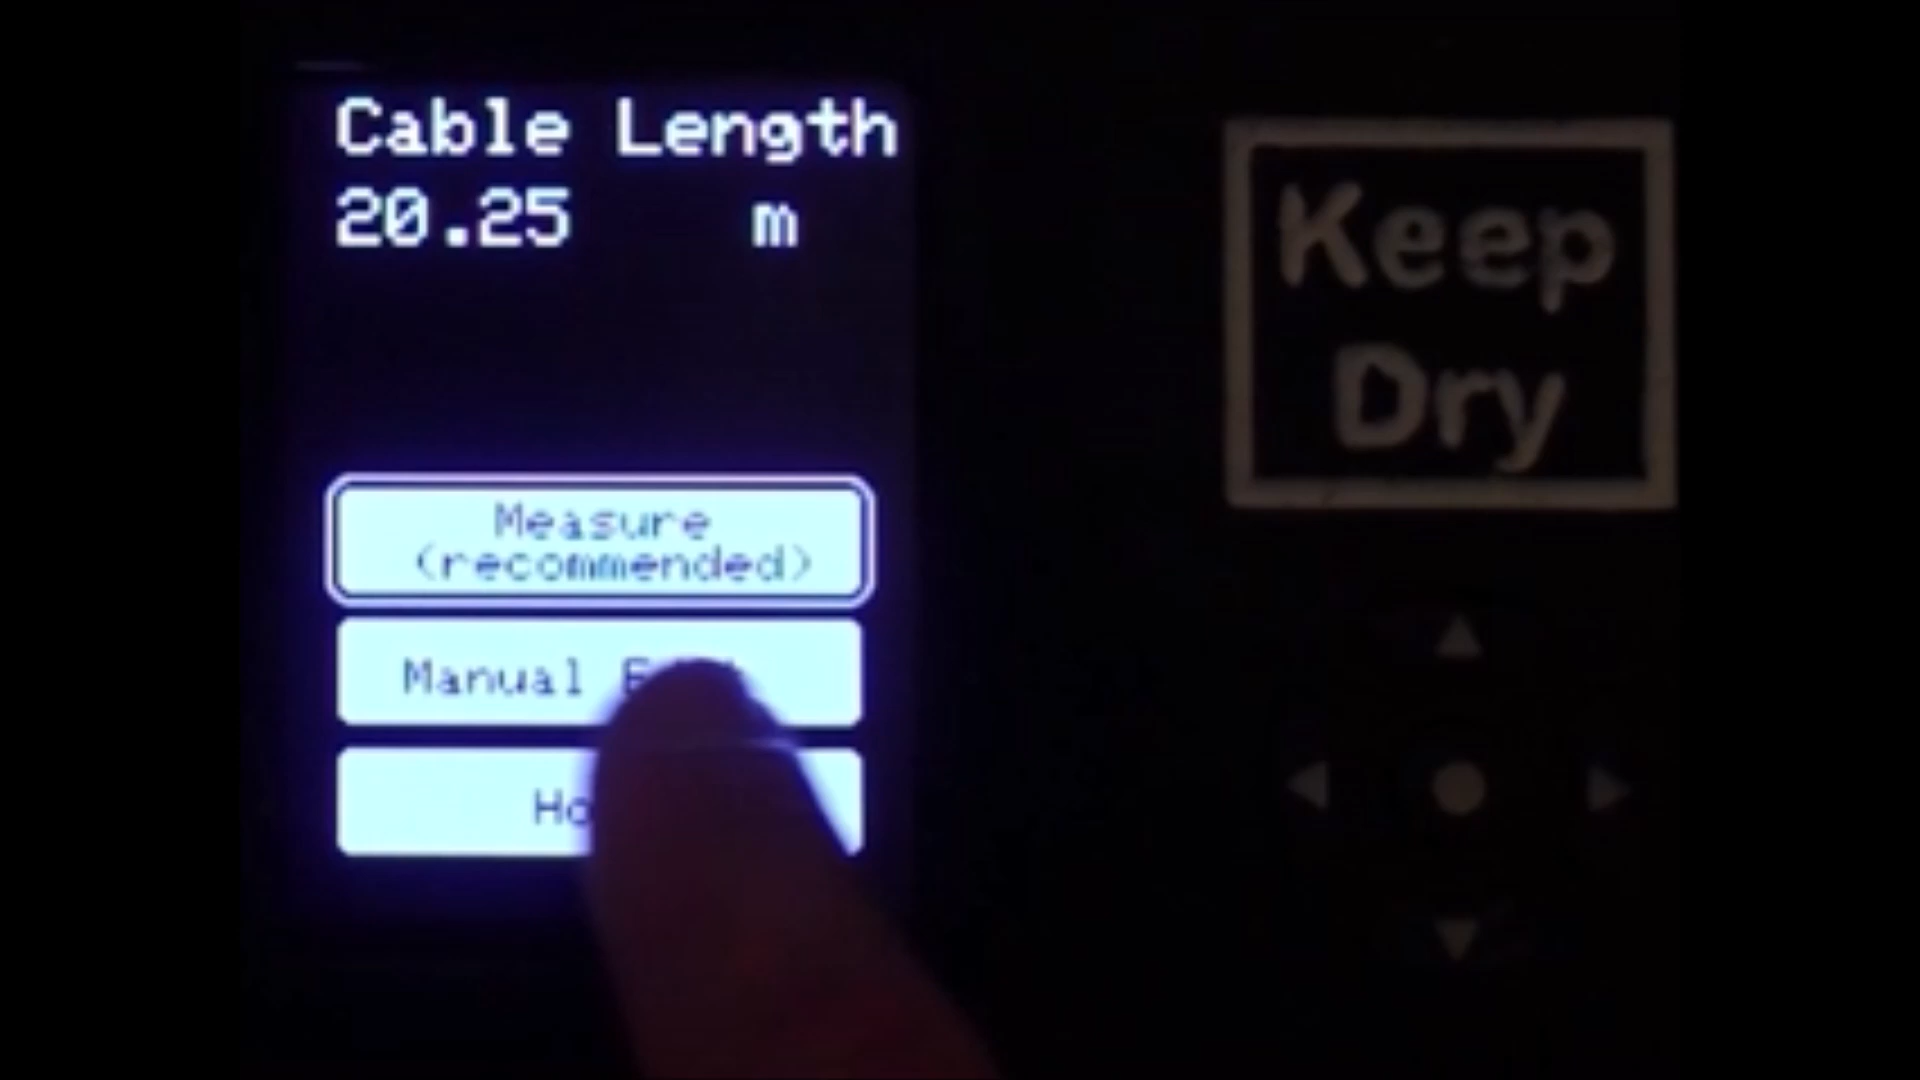 Cable Length
20.25 m
Measure
(recommended)
Manual
Keep
Dry